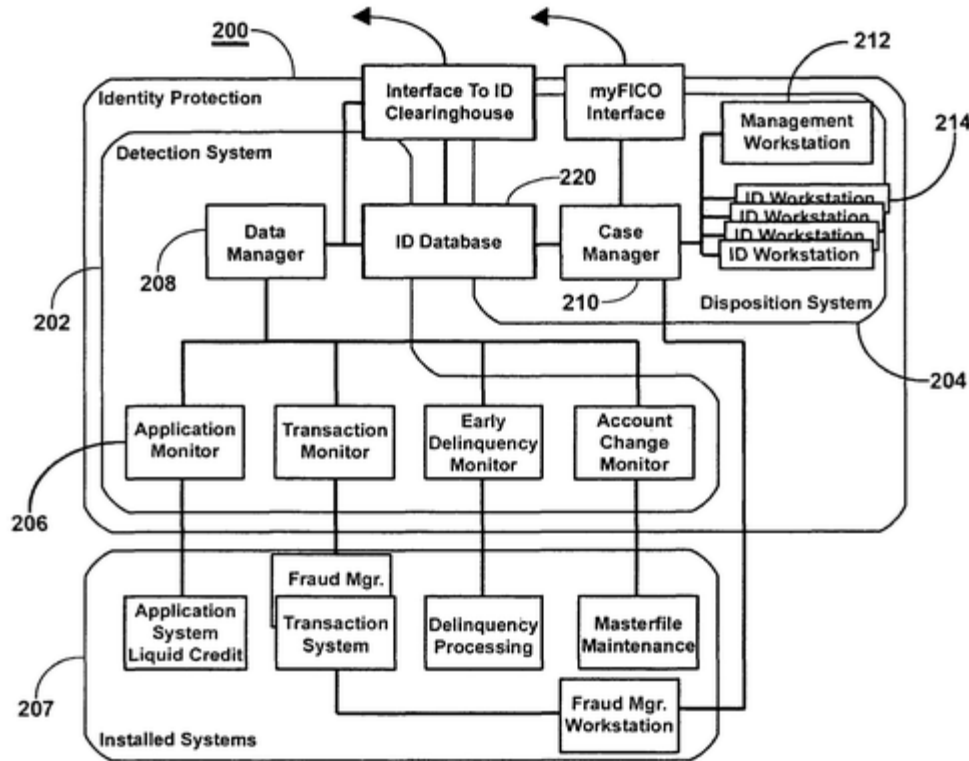 200
212
Identity Protection
Interface To ID
Clearinghouse
myFICO
Interface
Management
Workstation
214
Detection System
220
ID Workstation
ID Workstation
ID Workstation
ID Workstation
Data
Manager
ID Database
Case
Manager
208
210
Disposition System
202
204
Application
Monitor
Transaction
Monitor
Early
Delinquency
Monitor
Account
Change
Monitor
206
Fraud Mgr.
Application
System
Liquid Credit
Transaction
System
Delinquency
Processing
Masterfile
Maintenance
207
Fraud Mgr.
Workstation
Installed Systems